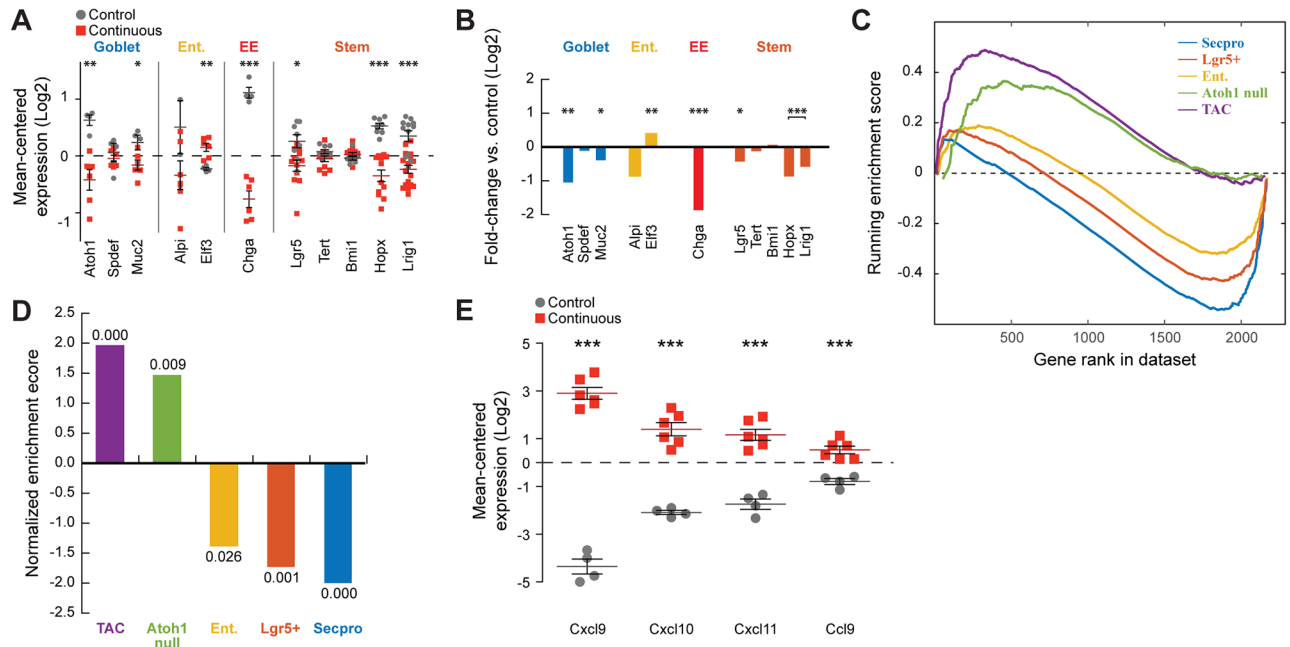 A
Control
Continuous
Goblet Ent. EE Stem
** * ** *** * *** ***
Mean-centered
expression (Log2)
1
0
-1
Atoh1
Spdef
Muc2
Alpi
Elf3
Chga
Lgr5
Tert
Bmi1
Hopx
Lrig1
B
Fold-change vs. control (Log2)
Goblet Ent. EE Stem
** * ** *** * ***
2
1
0
-1
-2
Atoh1
Spdef
Muc2
Alpi
Elf3
Chga
Lgr5
Tert
Bmi1
Hopx
Lrig1
C
Running enrichment score
0.4
0.2
0
-0.2
-0.4
Secpro
Lgr5+
Ent.
Atoh1 null
TAC
500 1000 1500 2000
Gene rank in dataset
D
Normalized enrichment ecore
2.5
2.0
1.5
1.0
0.5
0.0
-0.5
-1.0
-1.5
-2.0
-2.5
0.000
0.009
0.026
0.001
0.000
TAC Atoh1 Ent. Lgr5+ Secpro
null
E
Control
Continuous
Mean-centered
expression (Log2)
5
3
1
0
-1
-3
-5
*** *** *** ***
Cxcl9 Cxcl10 Cxcl11 Ccl9